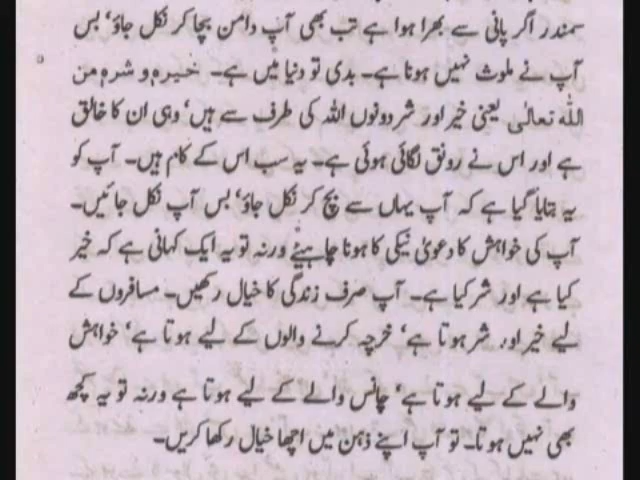 سمندر اگر پانی سے بھرا ہوا ہے تب بھی آپ دامن بچا کر نکل جاؤ‘ بس
آپ نے ملوث نہیں ہونا ہے۔ بدی تو دنیا میں ہے۔ خیرہ و شرہ من
اللّٰہ تعالٰی یعنی خیر اور شر دونوں اللہ کی طرف سے ہیں‘ وہی ان کا خالق
ہے اور اس نے رونق لگائی ہوئی ہے۔ یہ سب اس کے کام ہیں۔ آپ کو
یہ بتایا گیا ہے کہ آپ یہاں سے بچ کر نکل جاؤ‘ بس آپ نکل جائیں۔
آپ کی خواہش کا دعویٰ نیکی کا ہونا چاہیئے ورنہ تو یہ ایک کہانی ہے کہ خیر
کیا ہے اور شر کیا ہے۔ آپ صرف زندگی کا خیال رکھیں۔ مسافروں کے
لیے خیر اور شر ہوتا ہے‘ خرچہ کرنے والوں کے لیے ہوتا ہے‘ خواہش
والے کے لیے ہوتا ہے‘ چانس والے کے لیے ہوتا ہے ورنہ تو یہ کچھ
بھی نہیں ہوتا۔ تو آپ اپنے ذہن میں اچھا خیال رکھا کریں۔